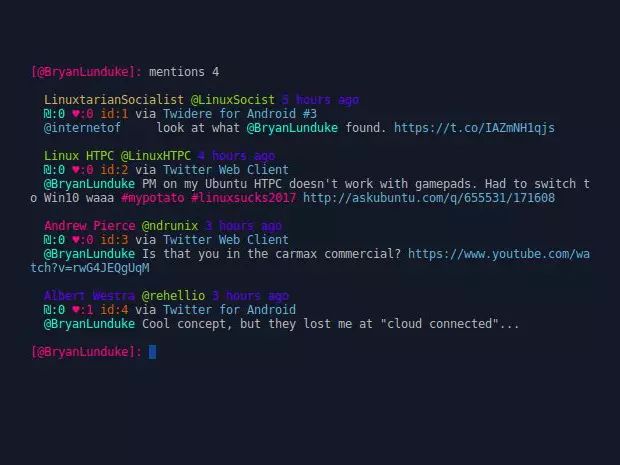 [@BryanLunduke]: mentions 4
LinuxtarianSocialist @LinuxSocist 5 hours ago
₪:0 ♥:0 id:1 via Twidere for Android #3
@internetof look at what @BryanLunduke found. https://t.co/IAZmNH1qjs
Linux HTPC @LinuxHTPC 4 hours ago
₪:0 ♥:0 id:2 via Twitter Web Client
@BryanLunduke PM on my Ubuntu HTPC doesn't work with gamepads. Had to switch t
o Win10 waaa #mypotato #linuxsucks2017 http://askubuntu.com/q/655531/171608
Andrew Pierce @ndrunix 3 hours ago
₪:0 ♥:0 id:3 via Twitter Web Client
@BryanLunduke Is that you in the carmax commercial? https://www.youtube.com/wa
tch?v=rwG4JEQgUqM
Albert Westra @rehellio 3 hours ago
₪:0 ♥:1 id:4 via Twitter for Android
@BryanLunduke Cool concept, but they lost me at "cloud connected"...
[@BryanLunduke]: